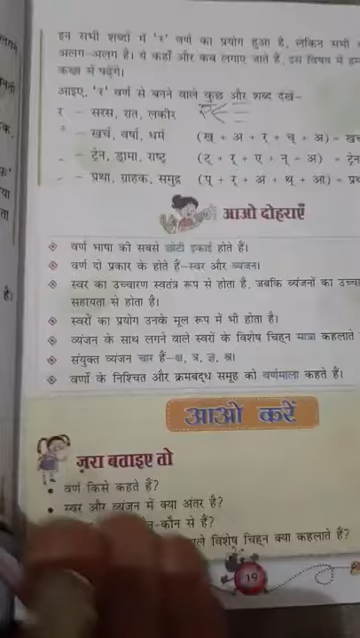 इन सभी शब्दों में 'र' वर्ण का प्रयोग हुआ है, लेकिन सभी
अलग-अलग है। ये कहाँ और कब लगाए जाते हैं, इस विषय में हम
कक्षा में पढ़ेंगे।
आइए, 'र' वर्ण से बनने वाले कुछ और शब्द देखें-
र - सरस, रात, लकीर
- खर्च, वर्षा, धर्म (ख् + अ + र् + च् + अ) = खर्च
- ट्रेन, ड्रामा, राष्ट्र (ट् + र् + ए + न् + अ) = ट्रेन
- प्रथा, ग्राहक, समुद्र (प् + र् + अ + थ् + आ) = प्र
आओ दोहराएँ
वर्ण भाषा की सबसे छोटी इकाई होते हैं।
वर्ण दो प्रकार के होते हैं-स्वर और व्यंजन।
स्वर का उच्चारण स्वतंत्र रूप से होता है, जबकि व्यंजनों का उच्चा
सहायता से होता है।
स्वरों का प्रयोग उनके मूल रूप में भी होता है।
व्यंजन के साथ लगने वाले स्वरों के विशेष चिह्न मात्रा कहलाते
संयुक्त व्यंजन चार हैं-क्ष, त्र, ज्ञ, श्र।
वर्णों के निश्चित और क्रमबद्ध समूह को वर्णमाला कहते हैं।
आओ करें
ज़रा बताइए तो
वर्ण किसे कहते हैं?
स्वर और व्यंजन में क्या अंतर है?
-कौन से हैं?
वाले विशेष चिह्न क्या कहलाते हैं?
19